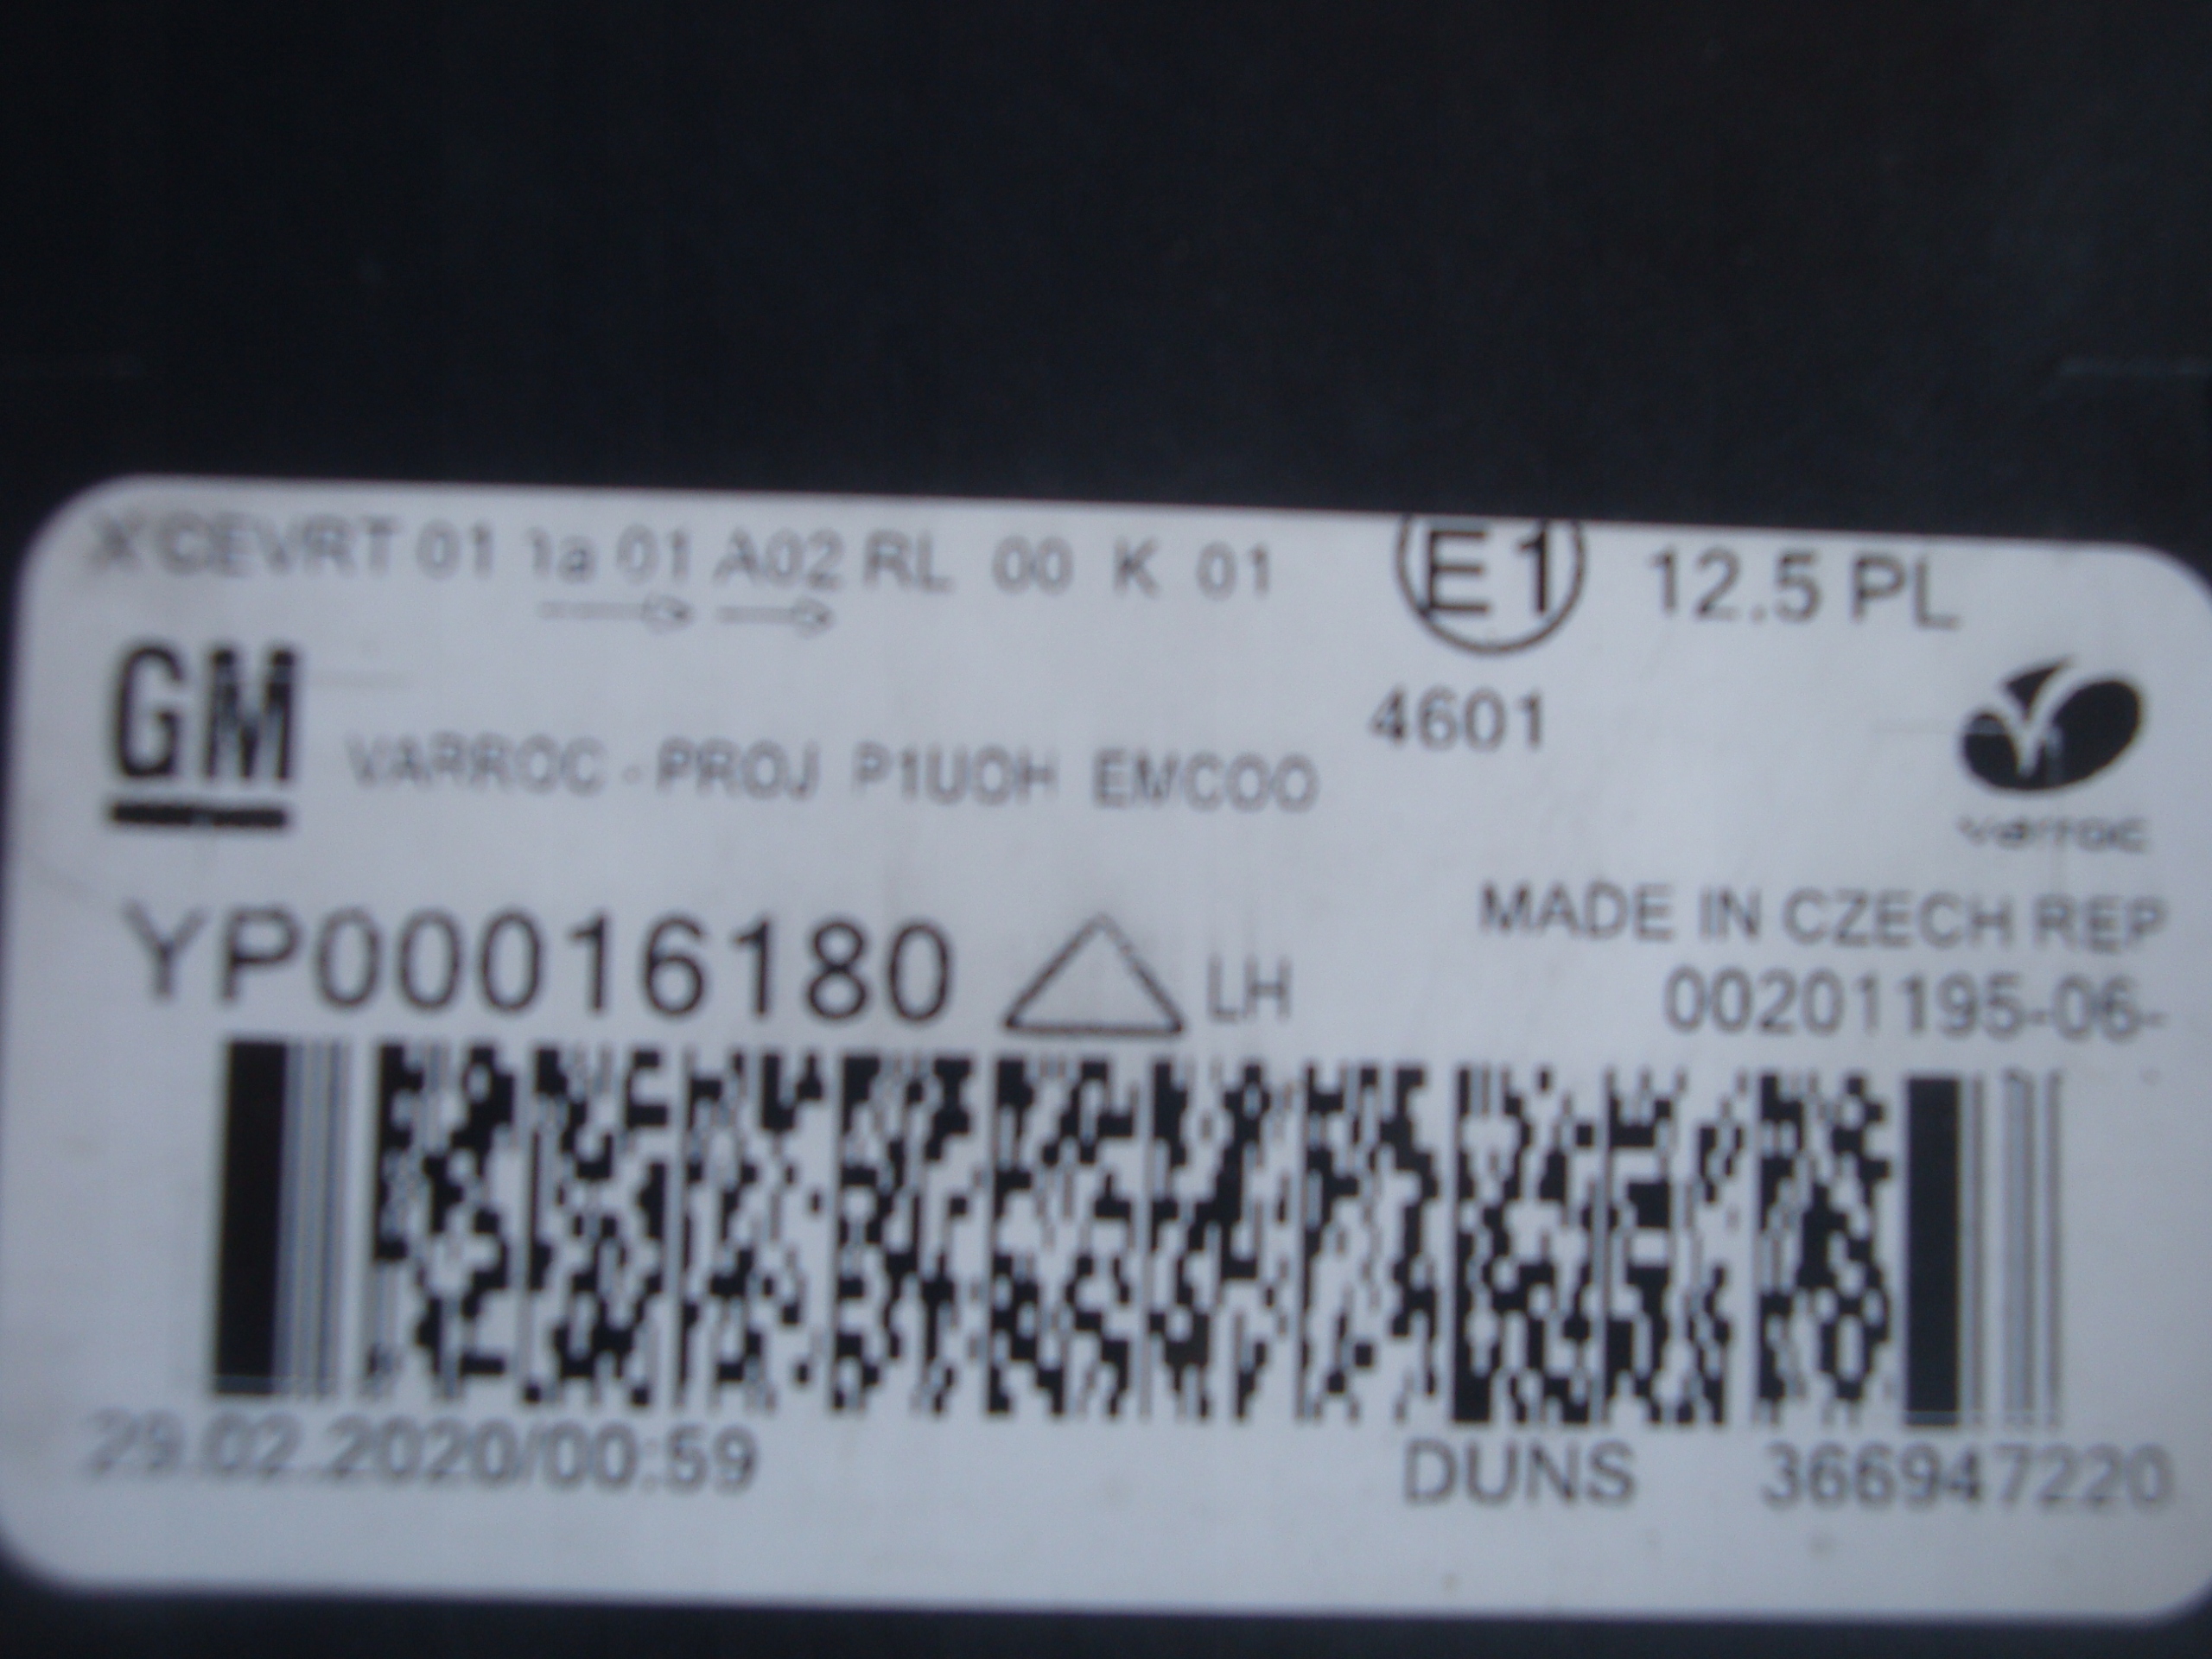 X CEVRT 01 1a 01 A02 RL 00 K 01
E1 12.5 PL
4601
GM
VARROC - PROJ P1UOH EMCOO
varroc
MADE IN CZECH REP
YP00016180 LH
00201195-06-
29.02.2020/00:59
DUNS 366947220